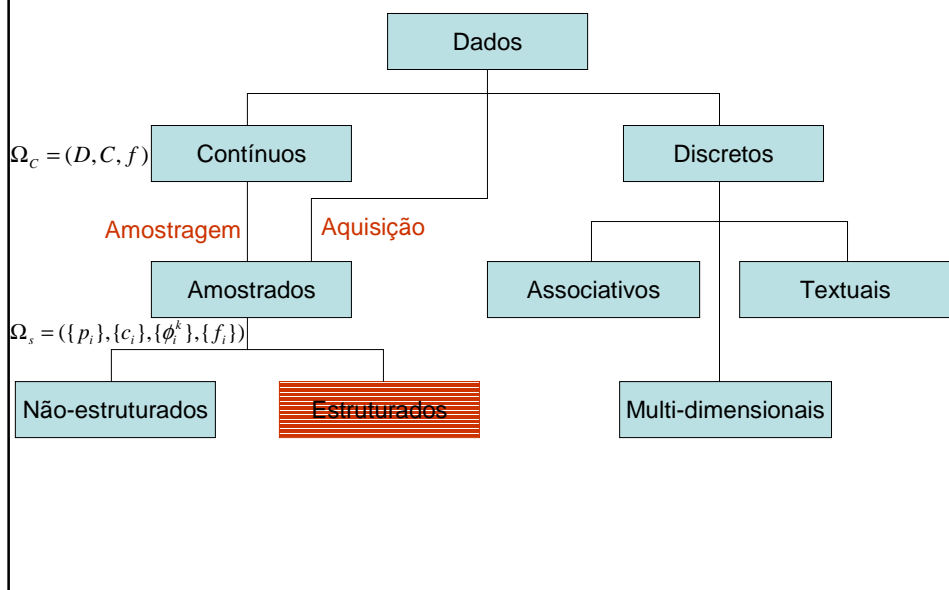 Dados
Ω_C = (D, C, f)
Contínuos
Discretos
Amostragem
Aquisição
Amostrados
Associativos
Textuais
Ω_s = ({p_i},{c_i},{ϕ_i^k},{f_i})
Não-estruturados
Estruturados
Multi-dimensionais